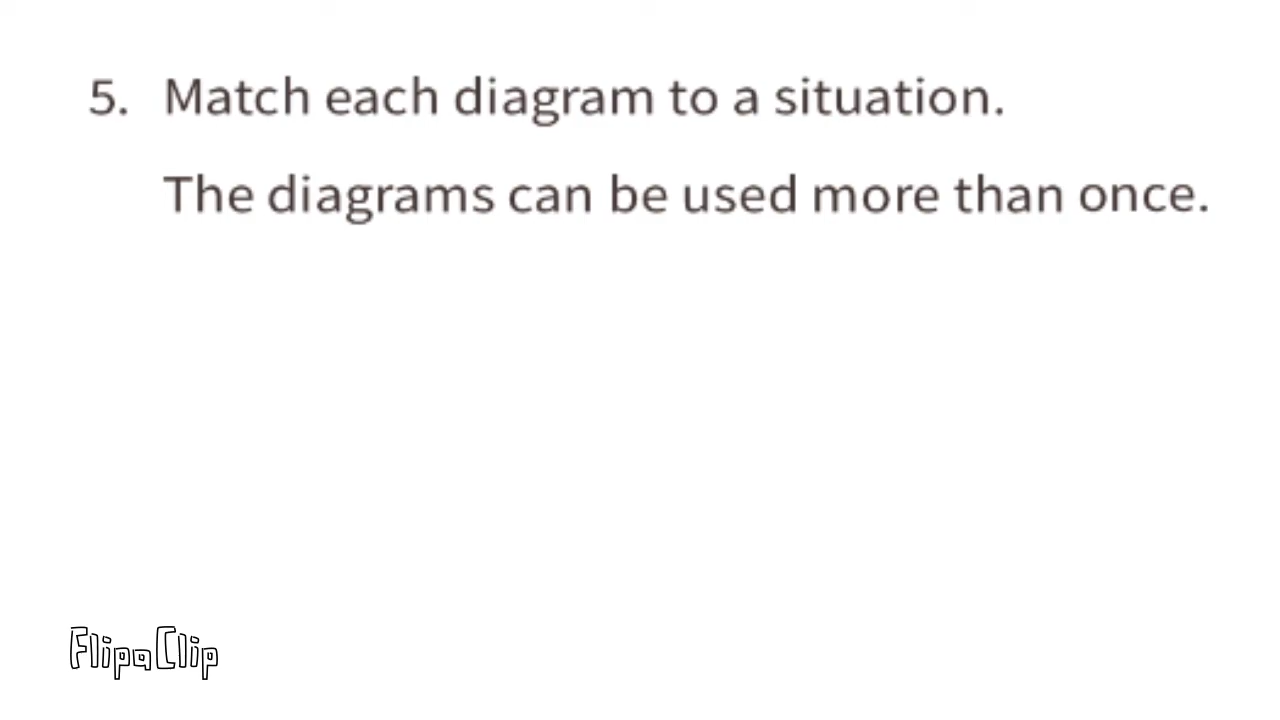 5. Match each diagram to a situation.
The diagrams can be used more than once.
FlipaClip